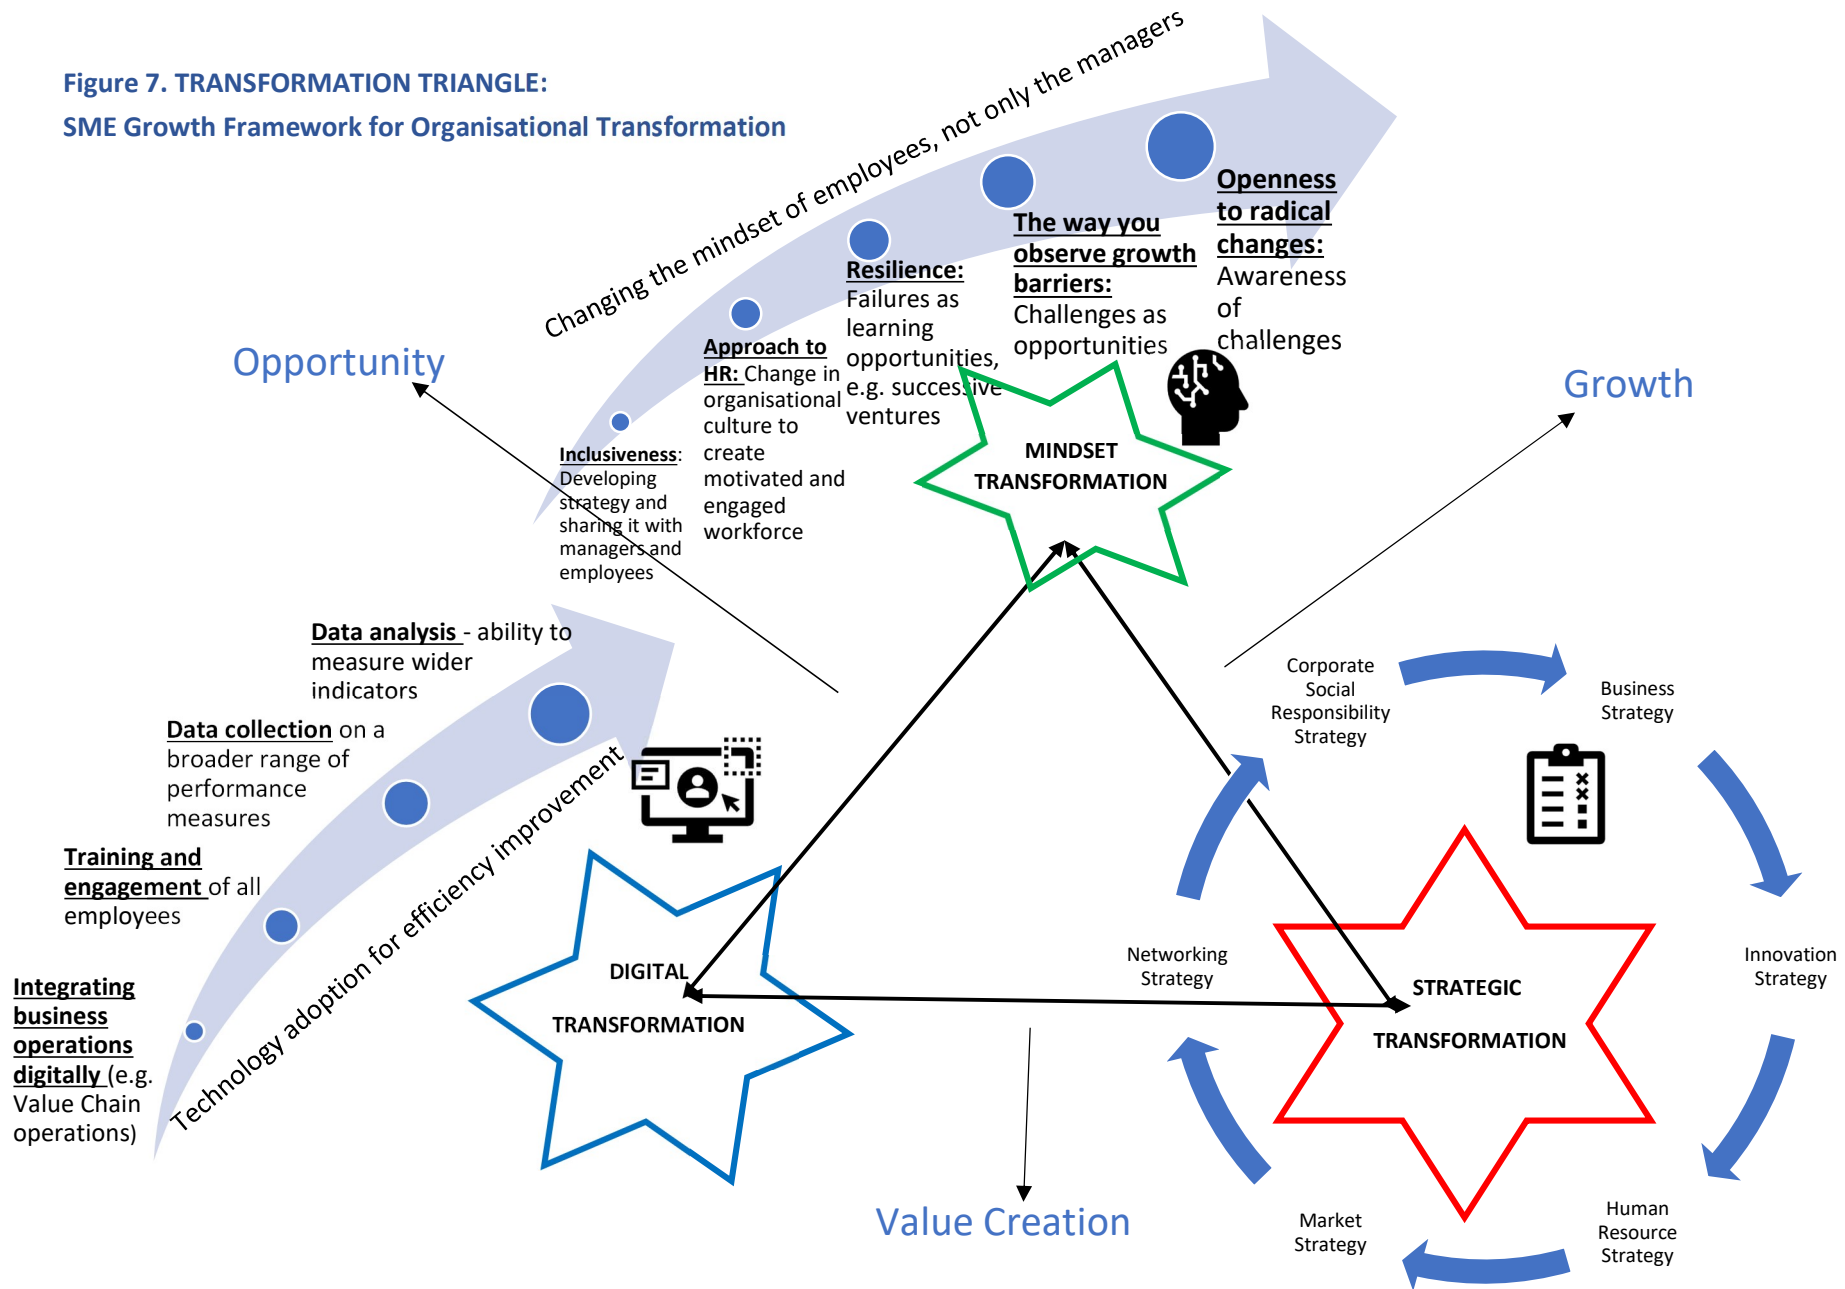 Figure 7. TRANSFORMATION TRIANGLE:
SME Growth Framework for Organisational Transformation
Changing the mindset of employees, not only the managers
Openness
to radical
changes:
Awareness
of
challenges
The way you
observe growth
barriers:
Challenges as
opportunities
Resilience:
Failures as
learning
opportunities,
e.g. successive
ventures
Approach to
HR: Change in
organisational
culture to
create
motivated and
engaged
workforce
Inclusiveness:
Developing
strategy and
sharing it with
managers and
employees
Opportunity
Growth
MINDSET
TRANSFORMATION
Data analysis - ability to
measure wider
indicators
Data collection on a
broader range of
performance
measures
Training and
engagement of all
employees
Integrating
business
operations
digitally (e.g.
Value Chain
operations)
Technology adoption for efficiency improvement
DIGITAL
TRANSFORMATION
STRATEGIC
TRANSFORMATION
Corporate
Social
Responsibility
Strategy
Business
Strategy
Innovation
Strategy
Human
Resource
Strategy
Market
Strategy
Networking
Strategy
Value Creation